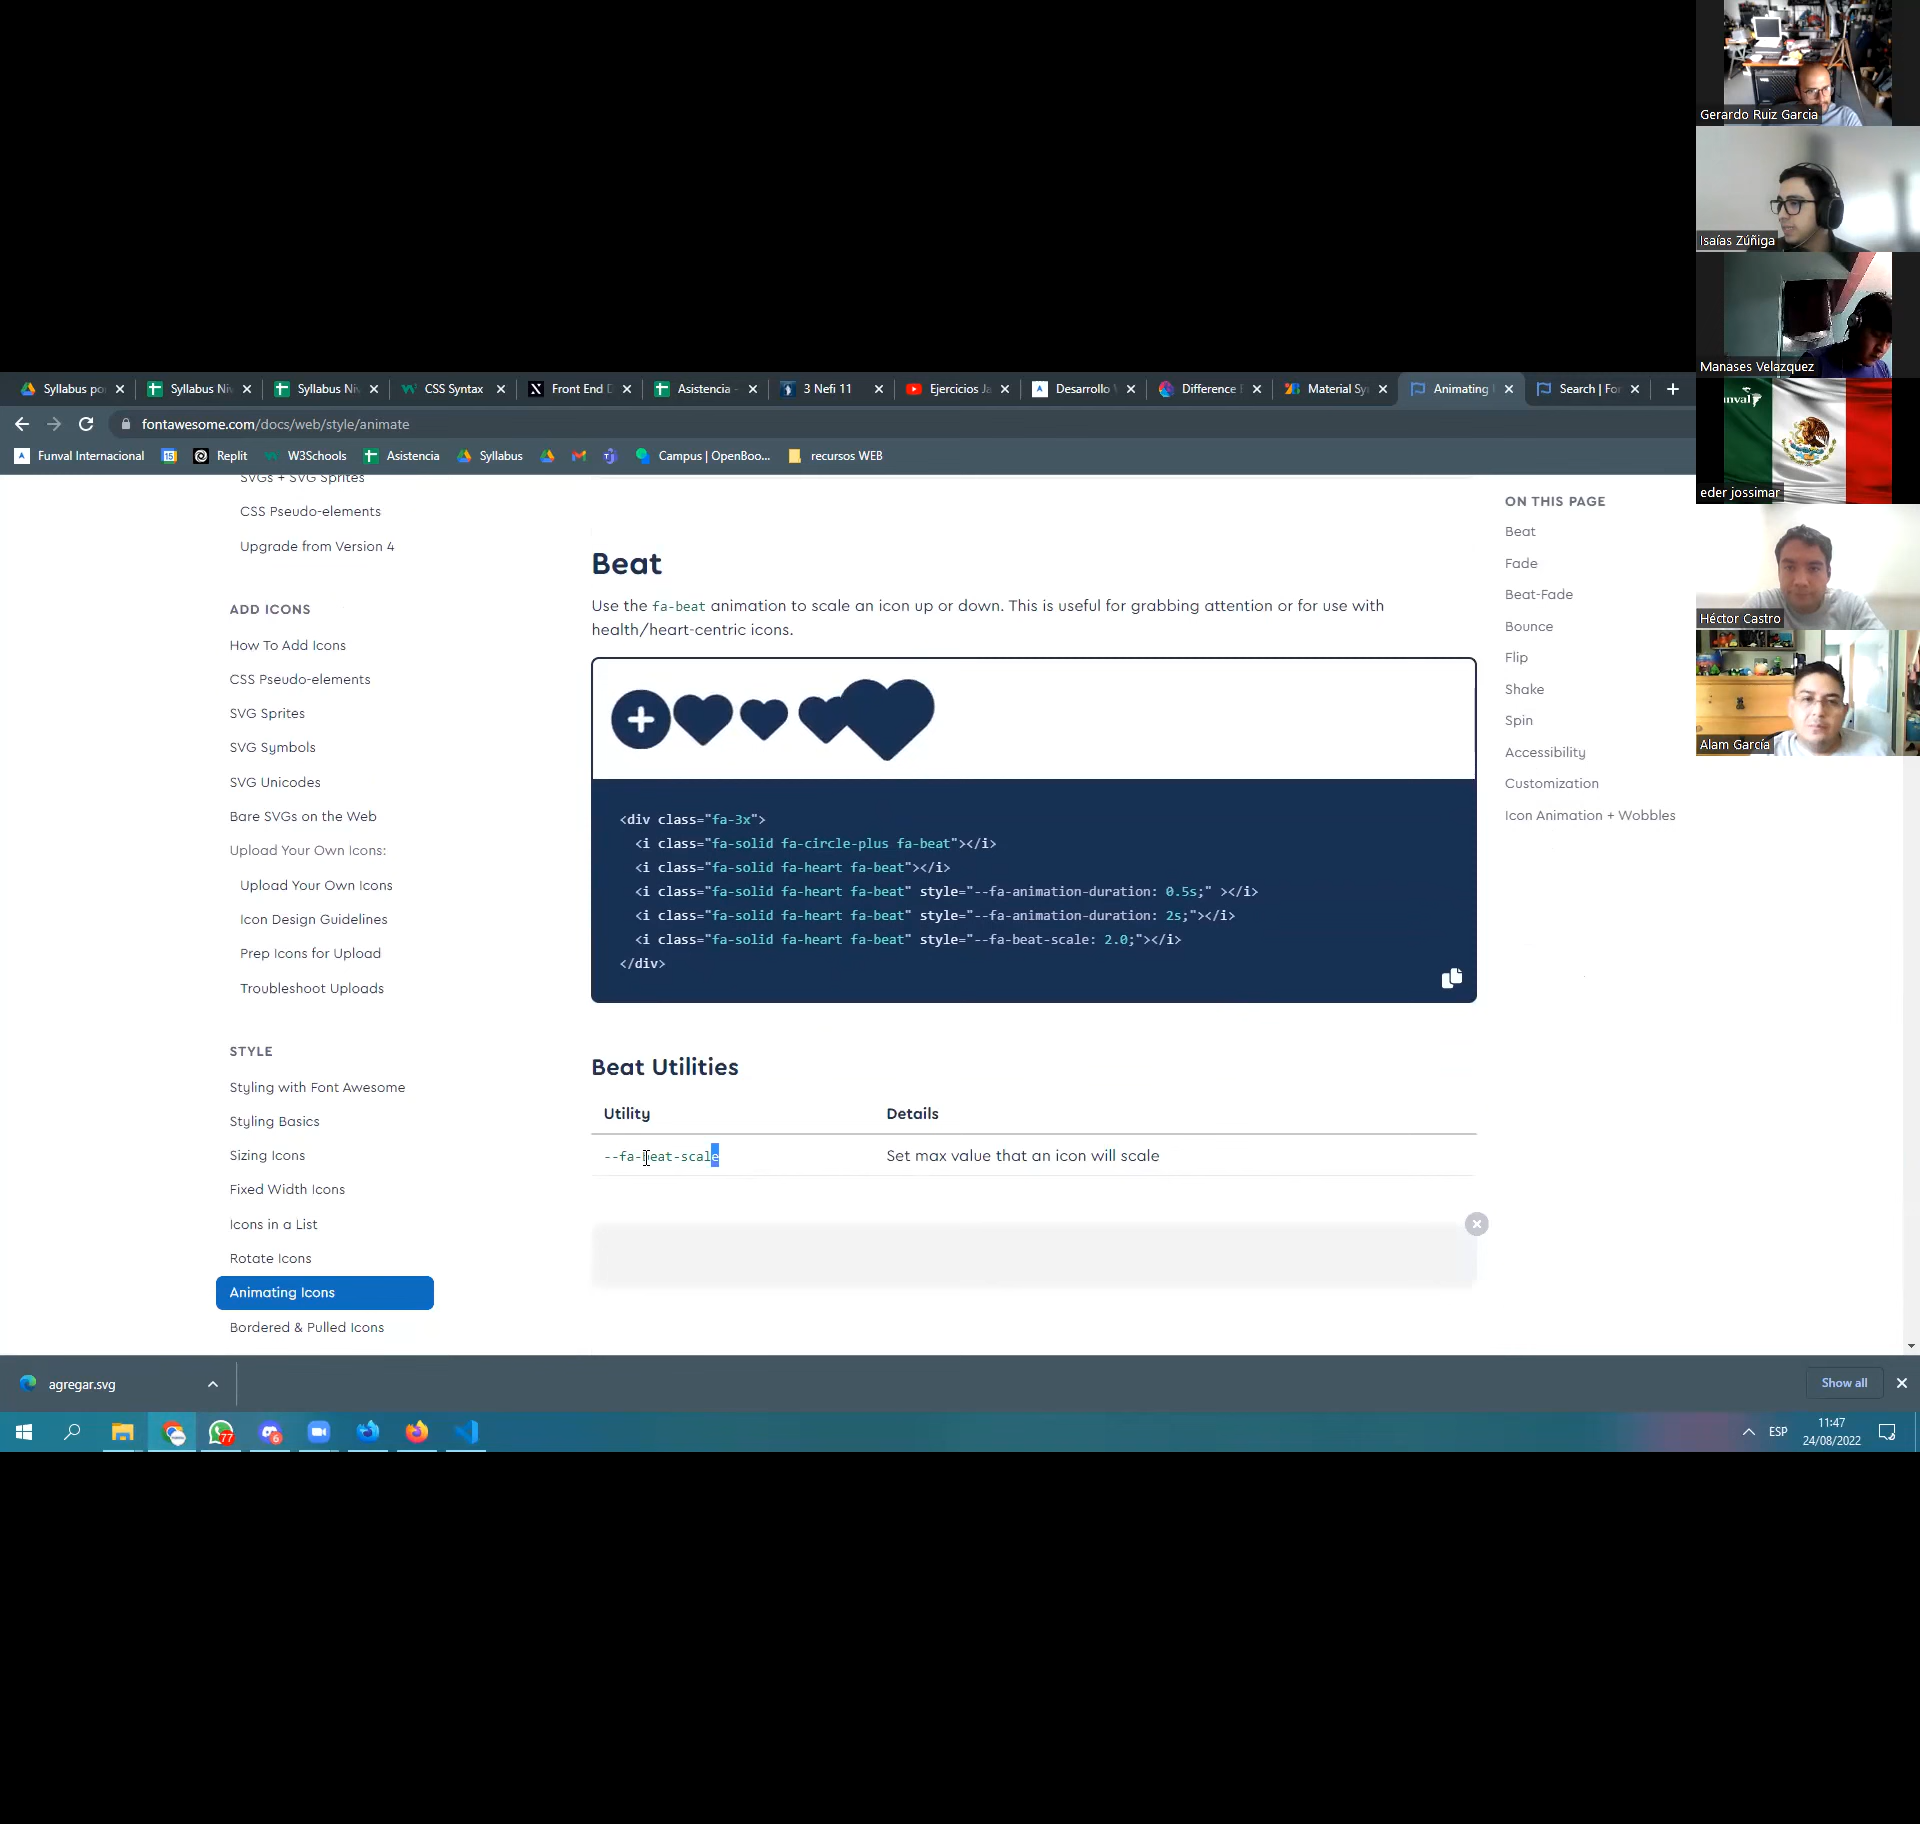 Gerardo Ruiz Garcia
Isaías Zúñiga
Manases Velazquez
unval
eder jossimar
Héctor Castro
Alam García
Syllabus po
Syllabus Niv
Syllabus Niv
CSS Syntax
Front End D
Asistencia -
3 Nefi 11
Ejercicios Ja
Desarrollo
Difference
Material Sy
Animating
Search | Fo
fontawesome.com/docs/web/style/animate
Funval Internacional
Replit
W3Schools
Asistencia
Syllabus
Campus | OpenBoo...
recursos WEB
SVGs + SVG Sprites
CSS Pseudo-elements
Upgrade from Version 4
ADD ICONS
How To Add Icons
CSS Pseudo-elements
SVG Sprites
SVG Symbols
SVG Unicodes
Bare SVGs on the Web
Upload Your Own Icons:
Upload Your Own Icons
Icon Design Guidelines
Prep Icons for Upload
Troubleshoot Uploads
STYLE
Styling with Font Awesome
Styling Basics
Sizing Icons
Fixed Width Icons
Icons in a List
Rotate Icons
Animating Icons
Bordered & Pulled Icons
Beat
Use the fa-beat animation to scale an icon up or down. This is useful for grabbing attention or for use with
health/heart-centric icons.
<div class="fa-3x">
<i class="fa-solid fa-circle-plus fa-beat"></i>
<i class="fa-solid fa-heart fa-beat"></i>
<i class="fa-solid fa-heart fa-beat" style="--fa-animation-duration: 0.5s;" ></i>
<i class="fa-solid fa-heart fa-beat" style="--fa-animation-duration: 2s;"></i>
<i class="fa-solid fa-heart fa-beat" style="--fa-beat-scale: 2.0;"></i>
</div>
Beat Utilities
Utility Details
--fa-beat-scale Set max value that an icon will scale
ON THIS PAGE
Beat
Fade
Beat-Fade
Bounce
Flip
Shake
Spin
Accessibility
Customization
Icon Animation + Wobbles
agregar.svg
Show all
77
6
ESP
11:47
24/08/2022